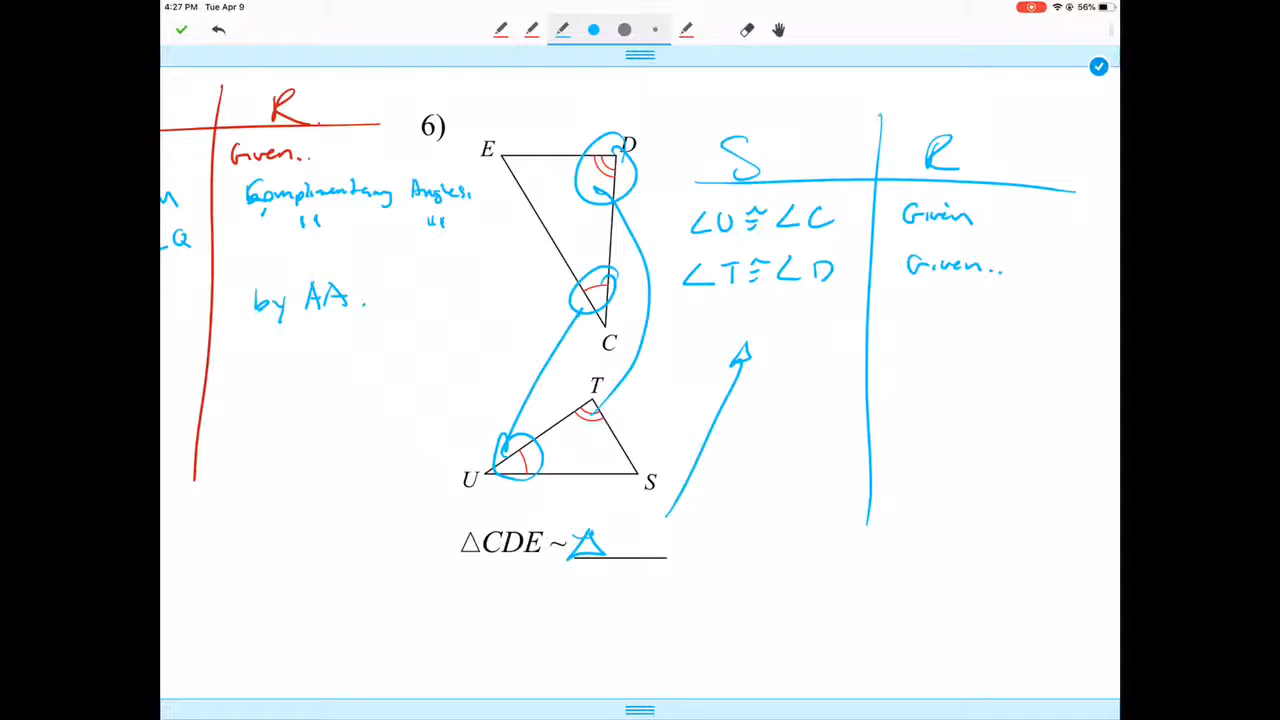 4:27 PM Tue Apr 9
56%
R
Given..
Complimentary Angles.
" "
Q
by AA.
6)
E
D
C
T
U
S
△CDE ~ △
S
R
∠U ≅ ∠C
Given
∠T ≅ ∠D
Given..